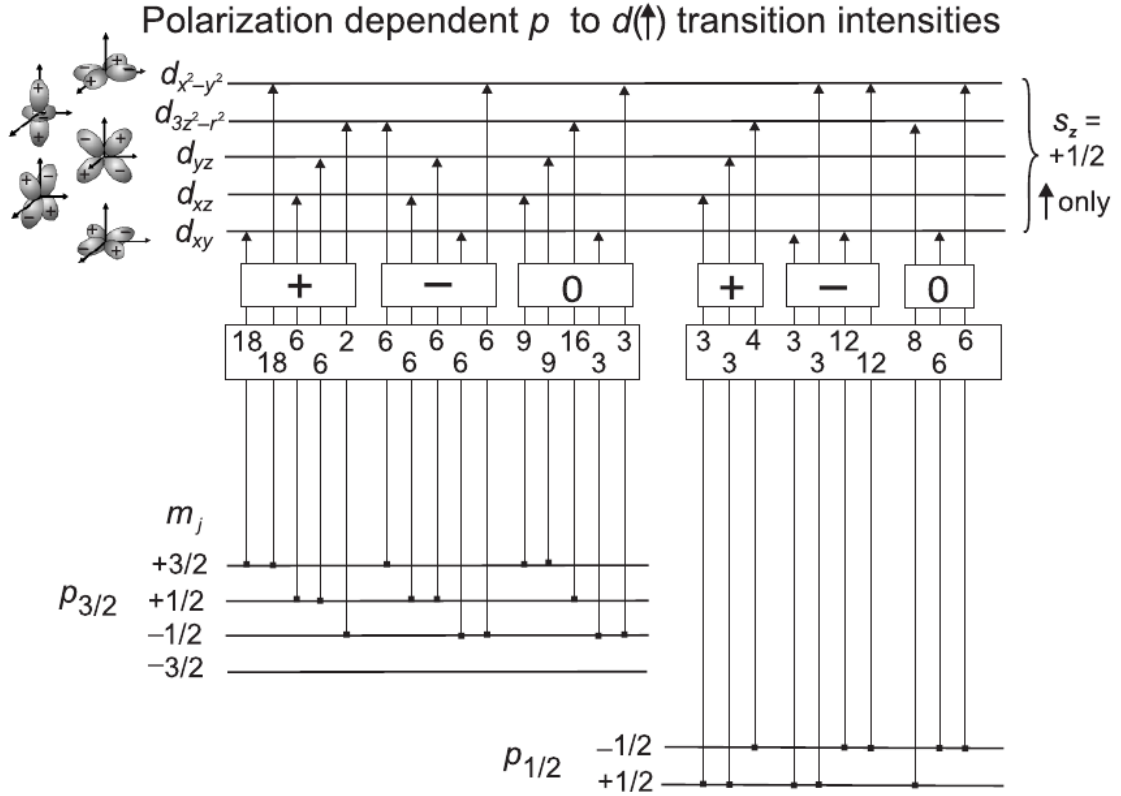 Polarization dependent p to d(↑) transition intensities
d_{x²–y²}
d_{3z²–r²}
d_{yz}
d_{xz}
d_{xy}
s_z =
+1/2
↑only
+ – 0 + – 0
18 6 2 6 6 6 9 16 3 3 4 3 12 8 6
18 6 6 6 9 3 3 3 12 6
m_j
+3/2
p_{3/2} +1/2
–1/2
–3/2
–1/2
p_{1/2}
+1/2